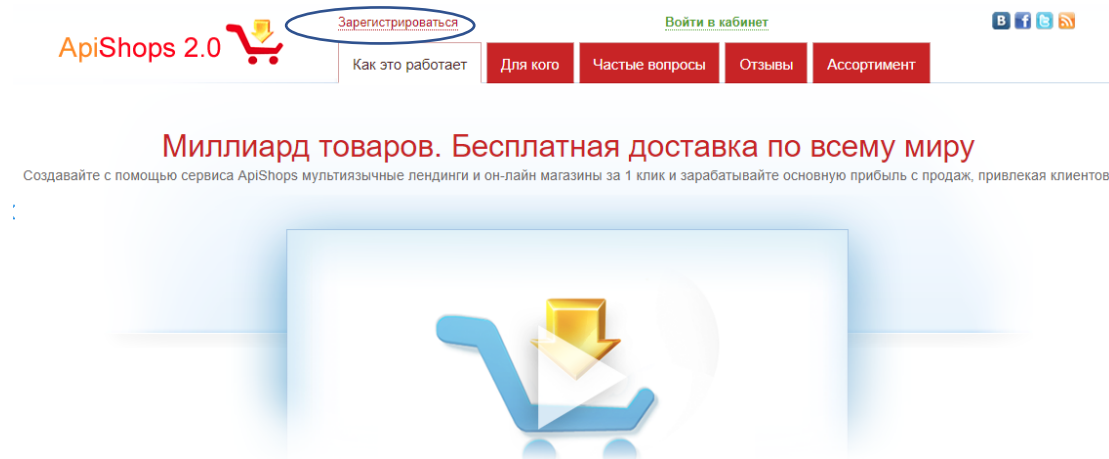 Зарегистрироваться
Войти в кабинет
ApiShops 2.0
Как это работает
Для кого
Частые вопросы
Отзывы
Ассортимент
Миллиард товаров. Бесплатная доставка по всему миру
Создавайте с помощью сервиса ApiShops мультиязычные лендинги и он-лайн магазины за 1 клик и зарабатывайте основную прибыль с продаж, привлекая клиентов